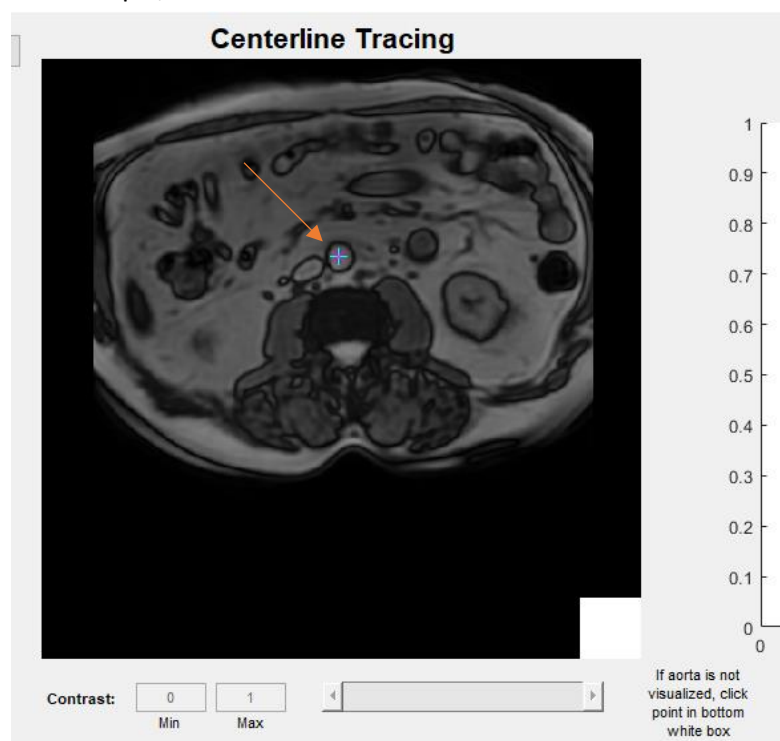 Centerline Tracing
1
0.9
0.8
0.7
0.6
0.5
0.4
0.3
0.2
0.1
0
0
Contrast:
0
1
Min
Max
If aorta is not
visualized, click
point in bottom
white box